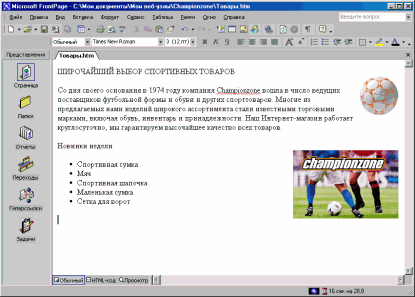 Microsoft FrontPage - C:\Мои документы\Мои веб-узлы\Championzone\Товары.htm
Файл Правка Вид Вставка Формат Сервис Таблица Рамки Окно Справка
Введите вопрос
Обычный Times New Roman 3 (12 пт) Ж К Ч
Представления
Товары.htm
Страница
Папки
Отчеты
Переходы
Гиперссылки
Задачи
ШИРОЧАЙШИЙ ВЫБОР СПОРТИВНЫХ ТОВАРОВ
Со дня своего основания в 1974 году компания Championzone вошла в число ведущих
поставщиков футбольной формы и обуви и других спорттоваров. Многие из
предлагаемых нами изделий широкого ассортимента стали известными торговыми
марками, включая обувь, инвентарь и принадлежности. Наш Интернет-магазин работает
круглосуточно, мы гарантируем высочайшее качество всех товаров.
Новинки недели
Спортивная сумка
Мяч
Спортивная шапочка
Маленькая сумка
Сетка для ворот
championzone
Обычный HTML-код Просмотр
16 сек на 28,8